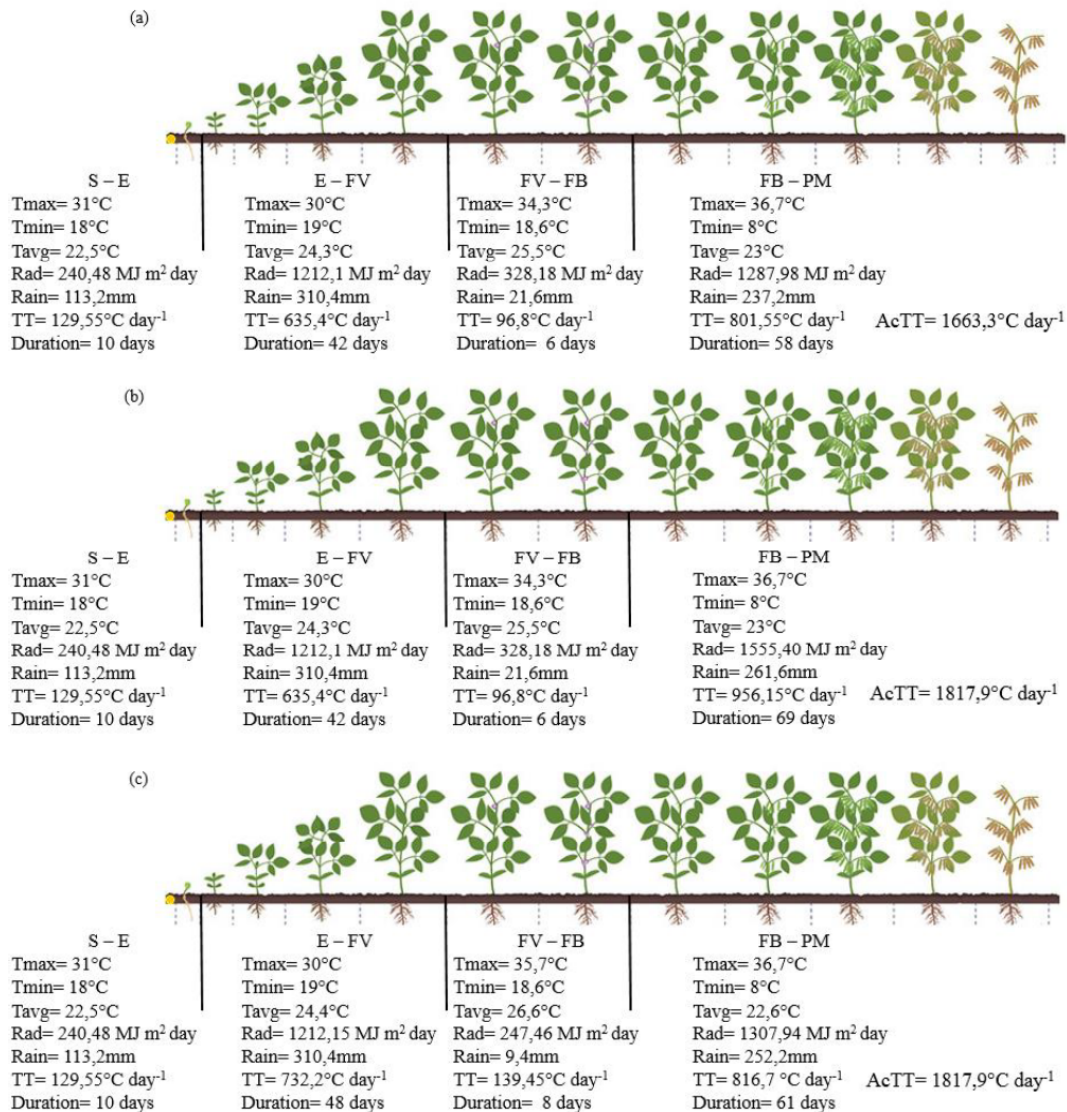 (a)
S – E
Tmax= 31°C
Tmin= 18°C
Tavg= 22,5°C
Rad= 240,48 MJ m² day
Rain= 113,2mm
TT= 129,55°C day⁻¹
Duration= 10 days
E – FV
Tmax= 30°C
Tmin= 19°C
Tavg= 24,3°C
Rad= 1212,1 MJ m² day
Rain= 310,4mm
TT= 635,4°C day⁻¹
Duration= 42 days
FV – FB
Tmax= 34,3°C
Tmin= 18,6°C
Tavg= 25,5°C
Rad= 328,18 MJ m² day
Rain= 21,6mm
TT= 96,8°C day⁻¹
Duration= 6 days
FB – PM
Tmax= 36,7°C
Tmin= 8°C
Tavg= 23°C
Rad= 1287,98 MJ m² day
Rain= 237,2mm
TT= 801,55°C day⁻¹
Duration= 58 days
AcTT= 1663,3°C day⁻¹
(b)
S – E
Tmax= 31°C
Tmin= 18°C
Tavg= 22,5°C
Rad= 240,48 MJ m² day
Rain= 113,2mm
TT= 129,55°C day⁻¹
Duration= 10 days
E – FV
Tmax= 30°C
Tmin= 19°C
Tavg= 24,3°C
Rad= 1212,1 MJ m² day
Rain= 310,4mm
TT= 635,4°C day⁻¹
Duration= 42 days
FV – FB
Tmax= 34,3°C
Tmin= 18,6°C
Tavg= 25,5°C
Rad= 328,18 MJ m² day
Rain= 21,6mm
TT= 96,8°C day⁻¹
Duration= 6 days
FB – PM
Tmax= 36,7°C
Tmin= 8°C
Tavg= 23°C
Rad= 1555,40 MJ m² day
Rain= 261,6mm
TT= 956,15°C day⁻¹
Duration= 69 days
AcTT= 1817,9°C day⁻¹
(c)
S – E
Tmax= 31°C
Tmin= 18°C
Tavg= 22,5°C
Rad= 240,48 MJ m² day
Rain= 113,2mm
TT= 129,55°C day⁻¹
Duration= 10 days
E – FV
Tmax= 30°C
Tmin= 19°C
Tavg= 24,4°C
Rad= 1212,15 MJ m² day
Rain= 310,4mm
TT= 732,2°C day⁻¹
Duration= 48 days
FV – FB
Tmax= 35,7°C
Tmin= 18,6°C
Tavg= 26,6°C
Rad= 247,46 MJ m² day
Rain= 9,4mm
TT= 139,45°C day⁻¹
Duration= 8 days
FB – PM
Tmax= 36,7°C
Tmin= 8°C
Tavg= 22,6°C
Rad= 1307,94 MJ m² day
Rain= 252,2mm
TT= 816,7 °C day⁻¹
Duration= 61 days
AcTT= 1817,9°C day⁻¹